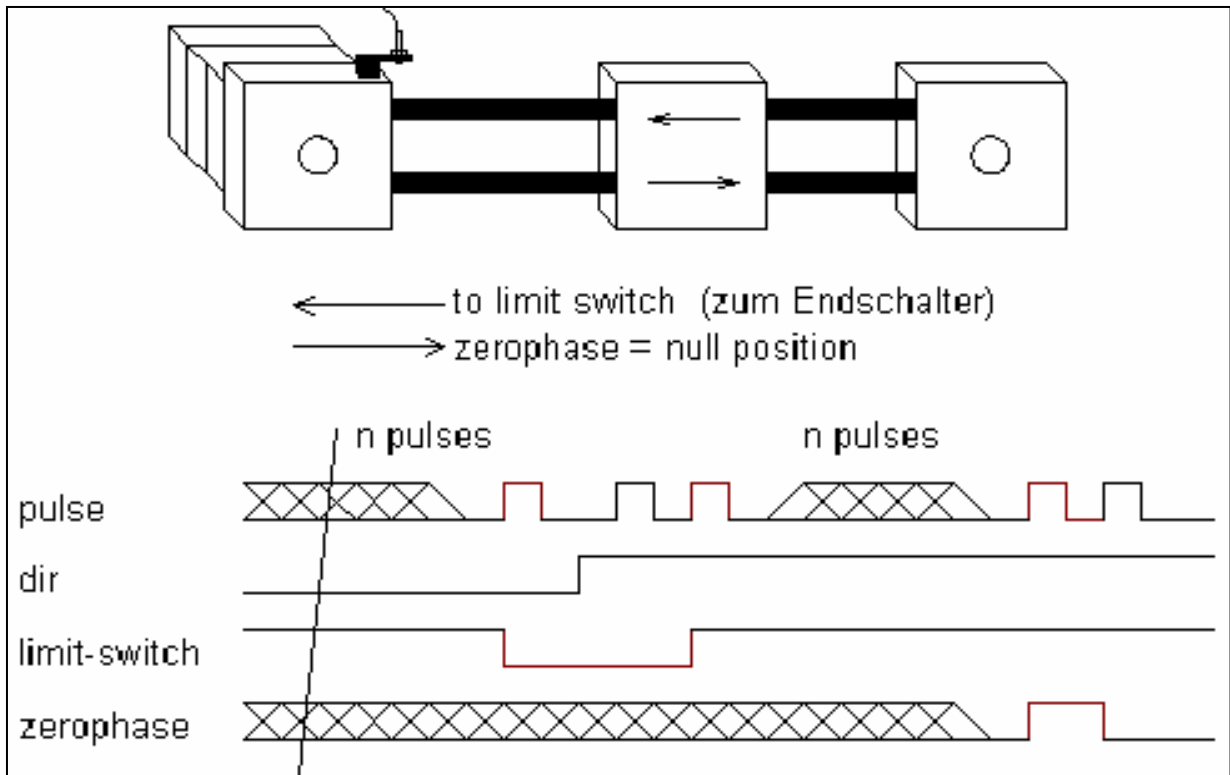 to limit switch (zum Endschalter)
zerophase = null position
n pulses n pulses
pulse
dir
limit-switch
zerophase